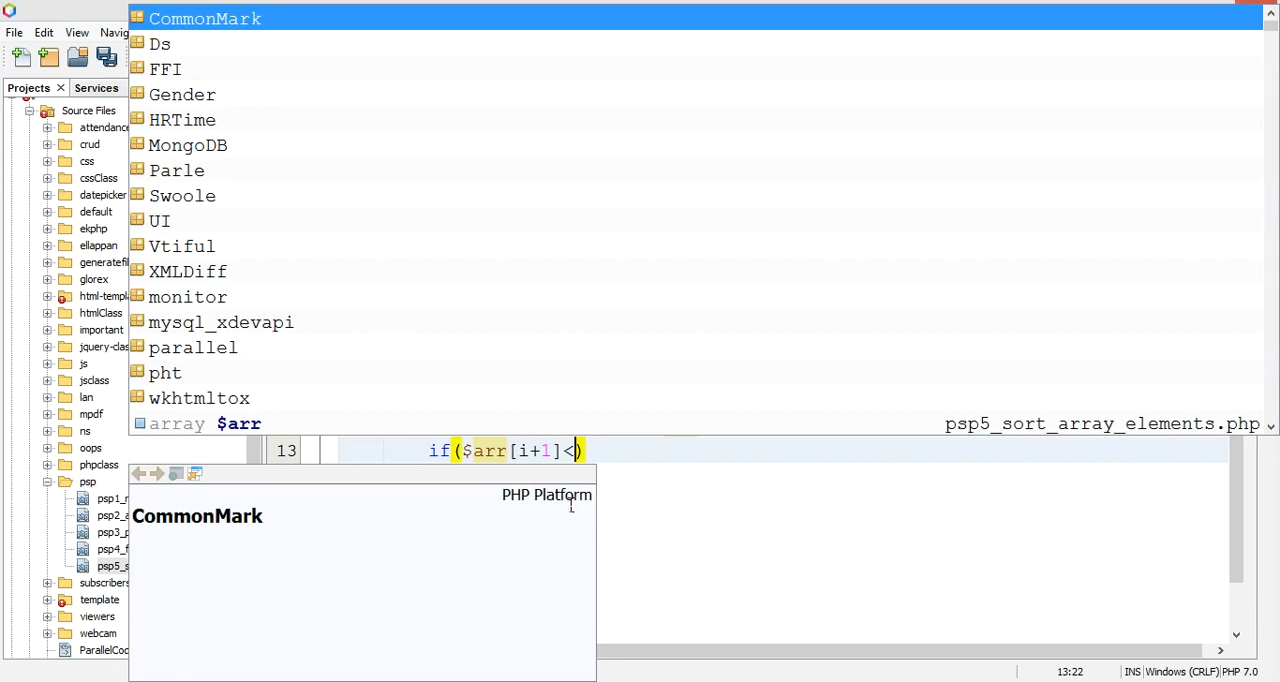 CommonMark
File Edit View Navig
Ds
FFI
Projects Services
Gender
Source Files
HRTime
attendance
crud
MongoDB
css
cssClass
Parle
datepicker
Swoole
default
ekphp
UI
ellappan
Vtiful
generatefi
glorex
XMLDiff
html-temp
monitor
htmlClass
important
mysql_xdevapi
jquery-cla
parallel
js
pht
jsclass
lan
wkhtmltox
mpdf
array $arr psp5_sort_array_elements.php
ns
oops
13 if($arr[i+1]<)
phpclass
psp
psp1_r
PHP Platform
psp2_a
CommonMark
psp3_p
psp4_f
psp5_s
subscribers
template
viewers
webcam
ParallelCod
13:22 INS Windows (CRLF) PHP 7.0